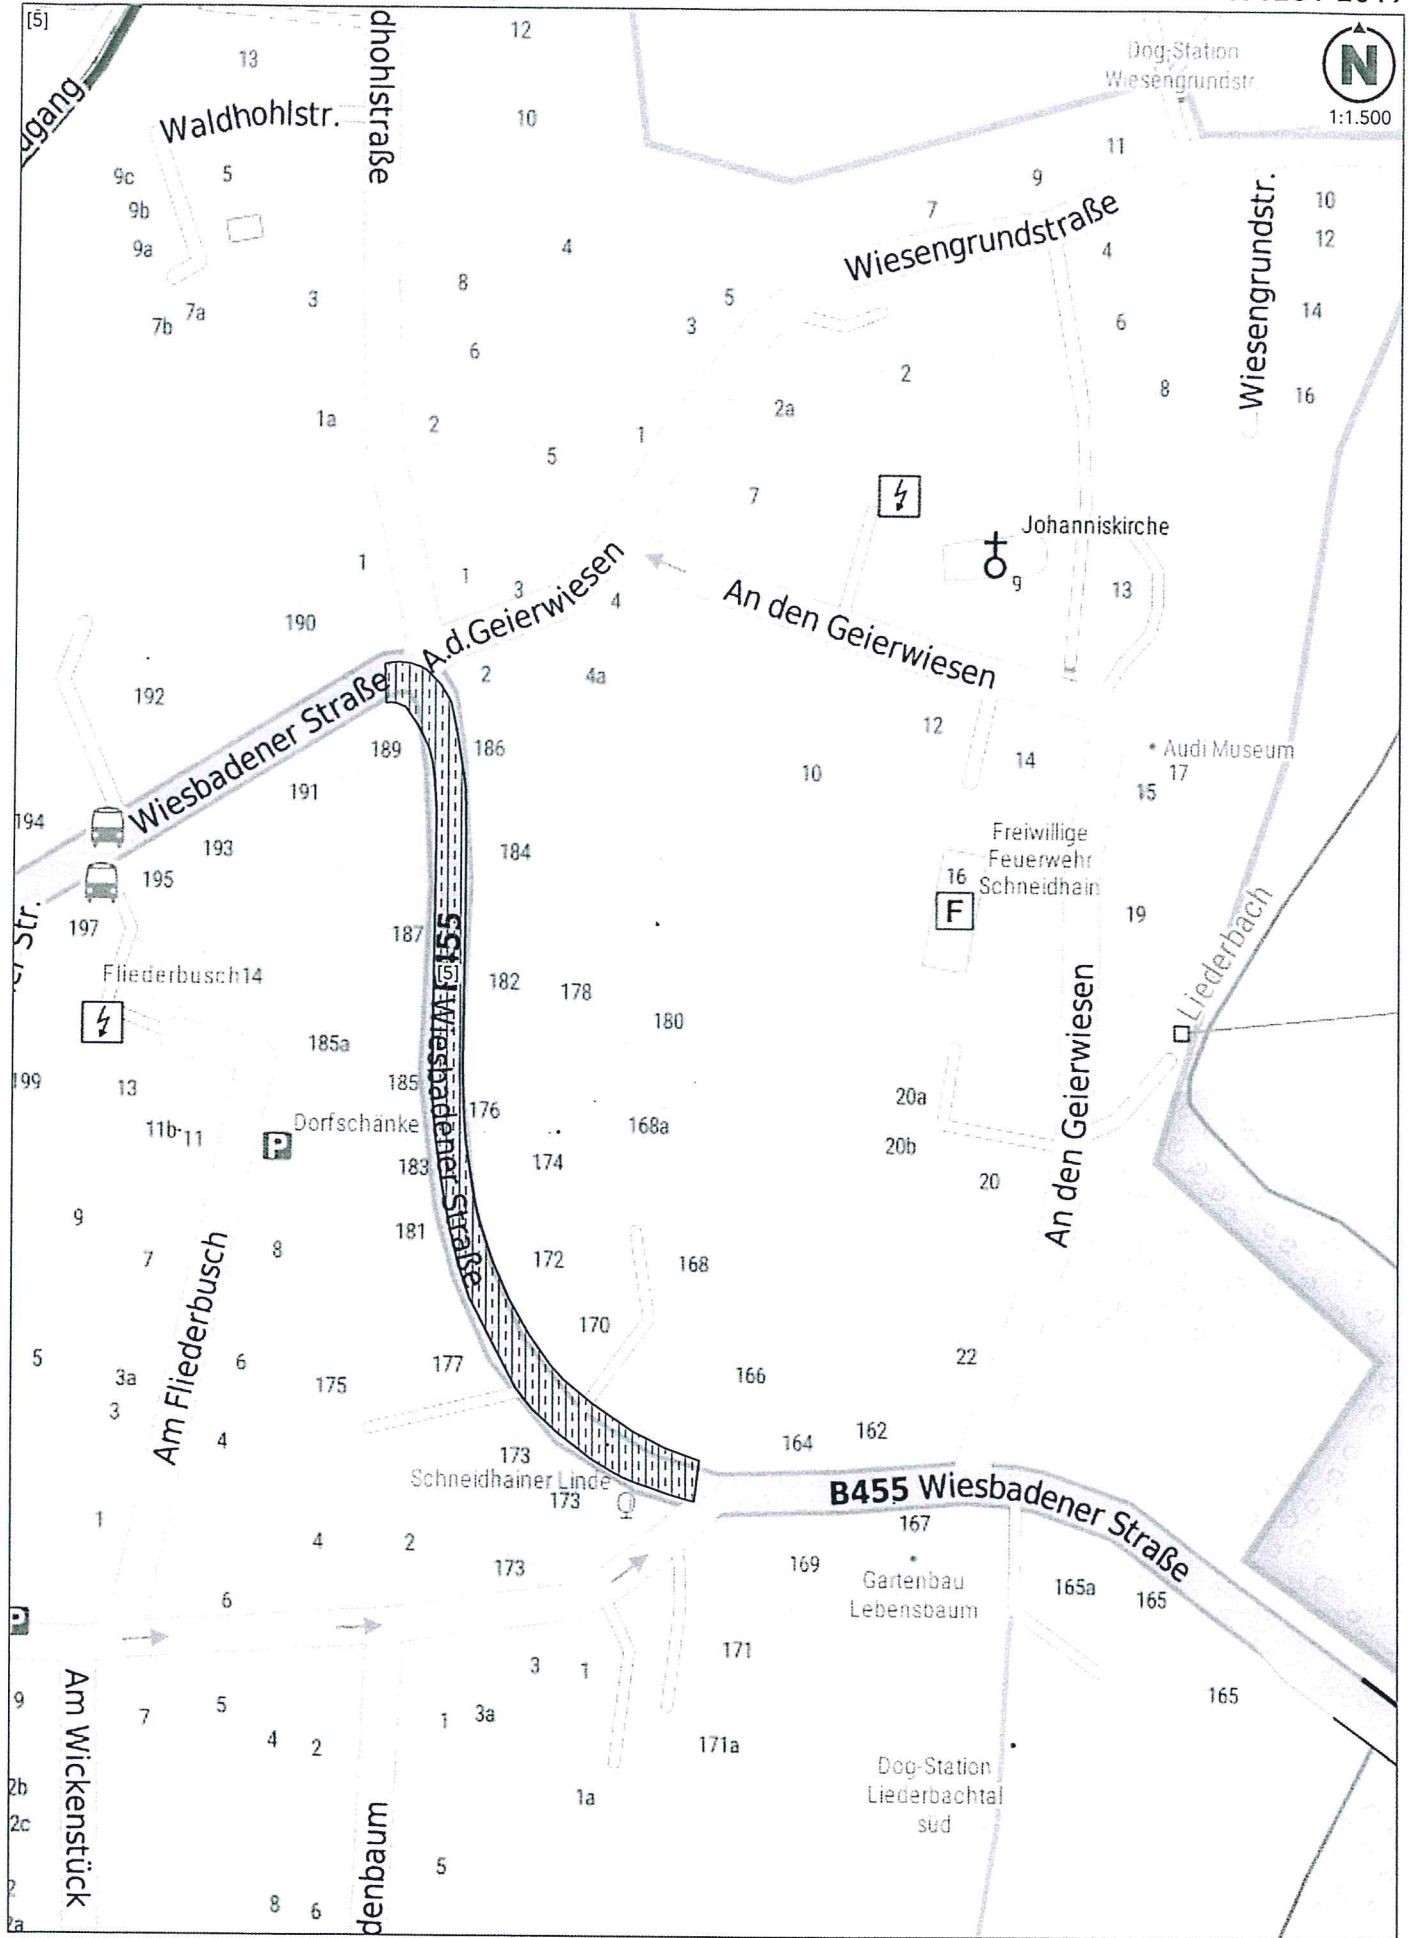 [5]
12
13
dhohlstraße
Dog-Station
Wiesengrundstr.
N
1:1.500
dgang
Waldhohlstr.
10
11
9c
5
9
9b
7
Wiesengrundstraße
Wiesengrundstr.
10
9a
4
4
12
8
3
5
7a
7b
3
6
14
6
2
8
16
1a
2
2a
1
5
7
Johanniskirche
1
1
3
A.d.Geierwiesen
4
An den Geierwiesen
9
13
190
192
2
4a
Wiesbadener Straße
189
186
12
Audi Museum
17
14
10
191
15
194
193
184
Freiwillige
Feuerwehr
Schneidhain
16
195
F
197
187
19
er Str.
Fliederbusch14
B455
[5]
Wiesbadener Straße
182
178
180
Liederbach
185a
An den Geierwiesen
199
13
185
20a
176
Dorfschänke
168a
11b
11
P
20b
183
174
20
9
181
7
8
172
168
Am Fliederbusch
170
5
22
3a
6
177
166
175
3
4
162
164
173
Schneidhainer Linde
173
B455 Wiesbadener Straße
1
167
4
2
173
169
Gartenbau
Lebensbaum
165a
165
6
P
171
3
1
9
Am Wickenstück
165
7
5
1
3a
4
2
171a
Dog-Station
Liederbachtal
süd
2b
1a
2c
denbaum
5
8
6
2a